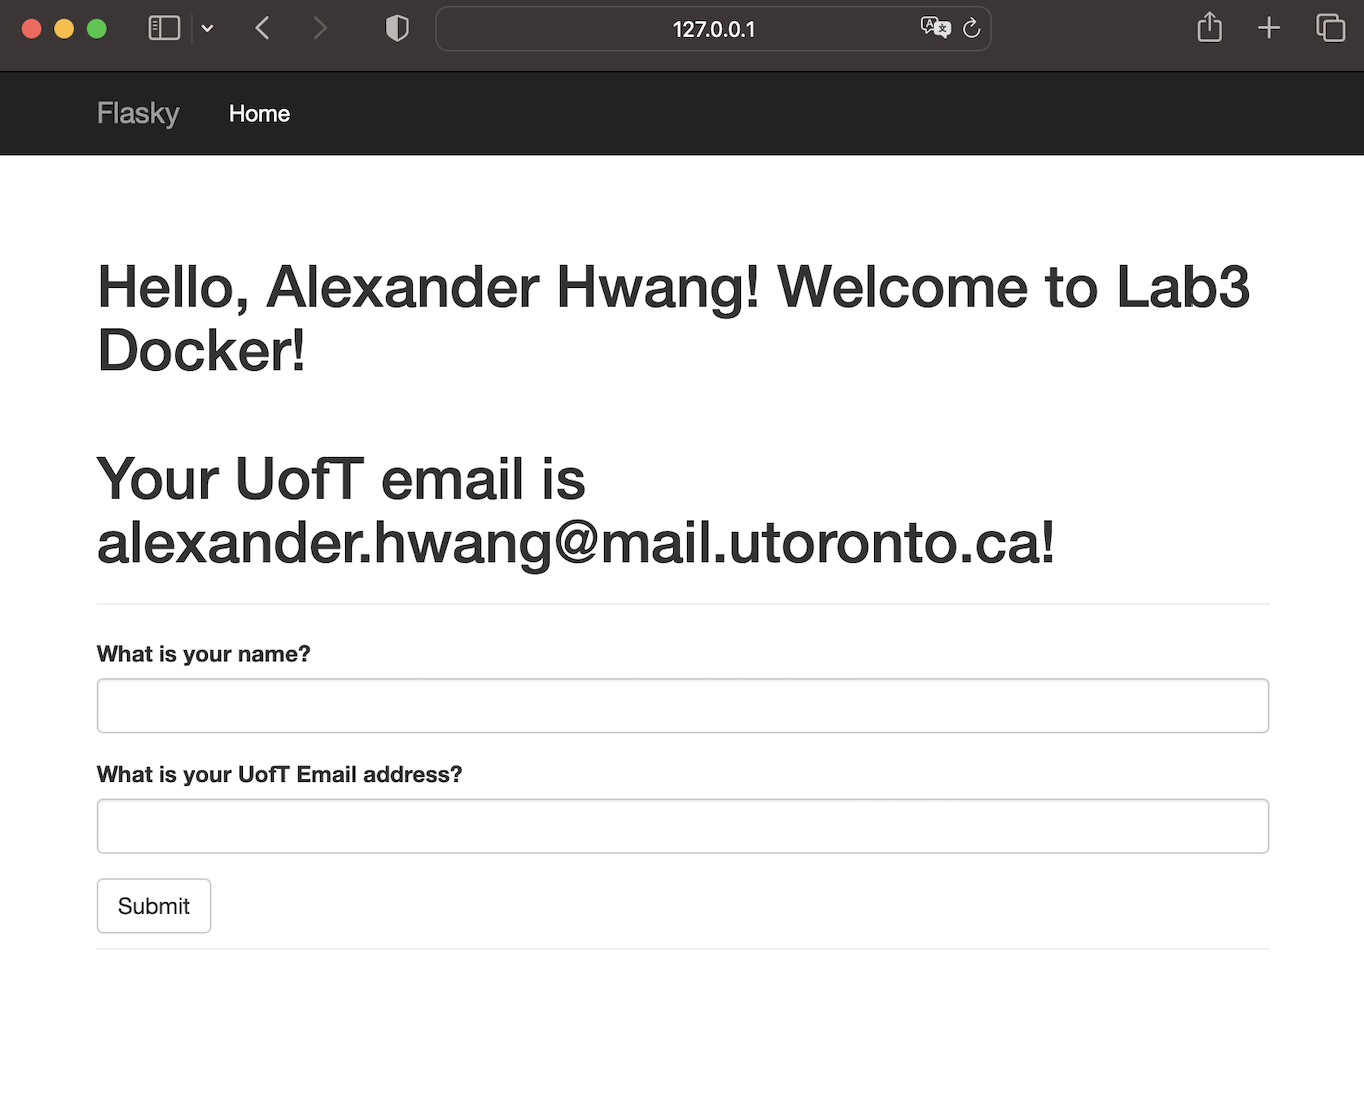 127.0.0.1
Flasky Home
Hello, Alexander Hwang! Welcome to Lab3
Docker!
Your UofT email is
alexander.hwang@mail.utoronto.ca!
What is your name?
What is your UofT Email address?
Submit